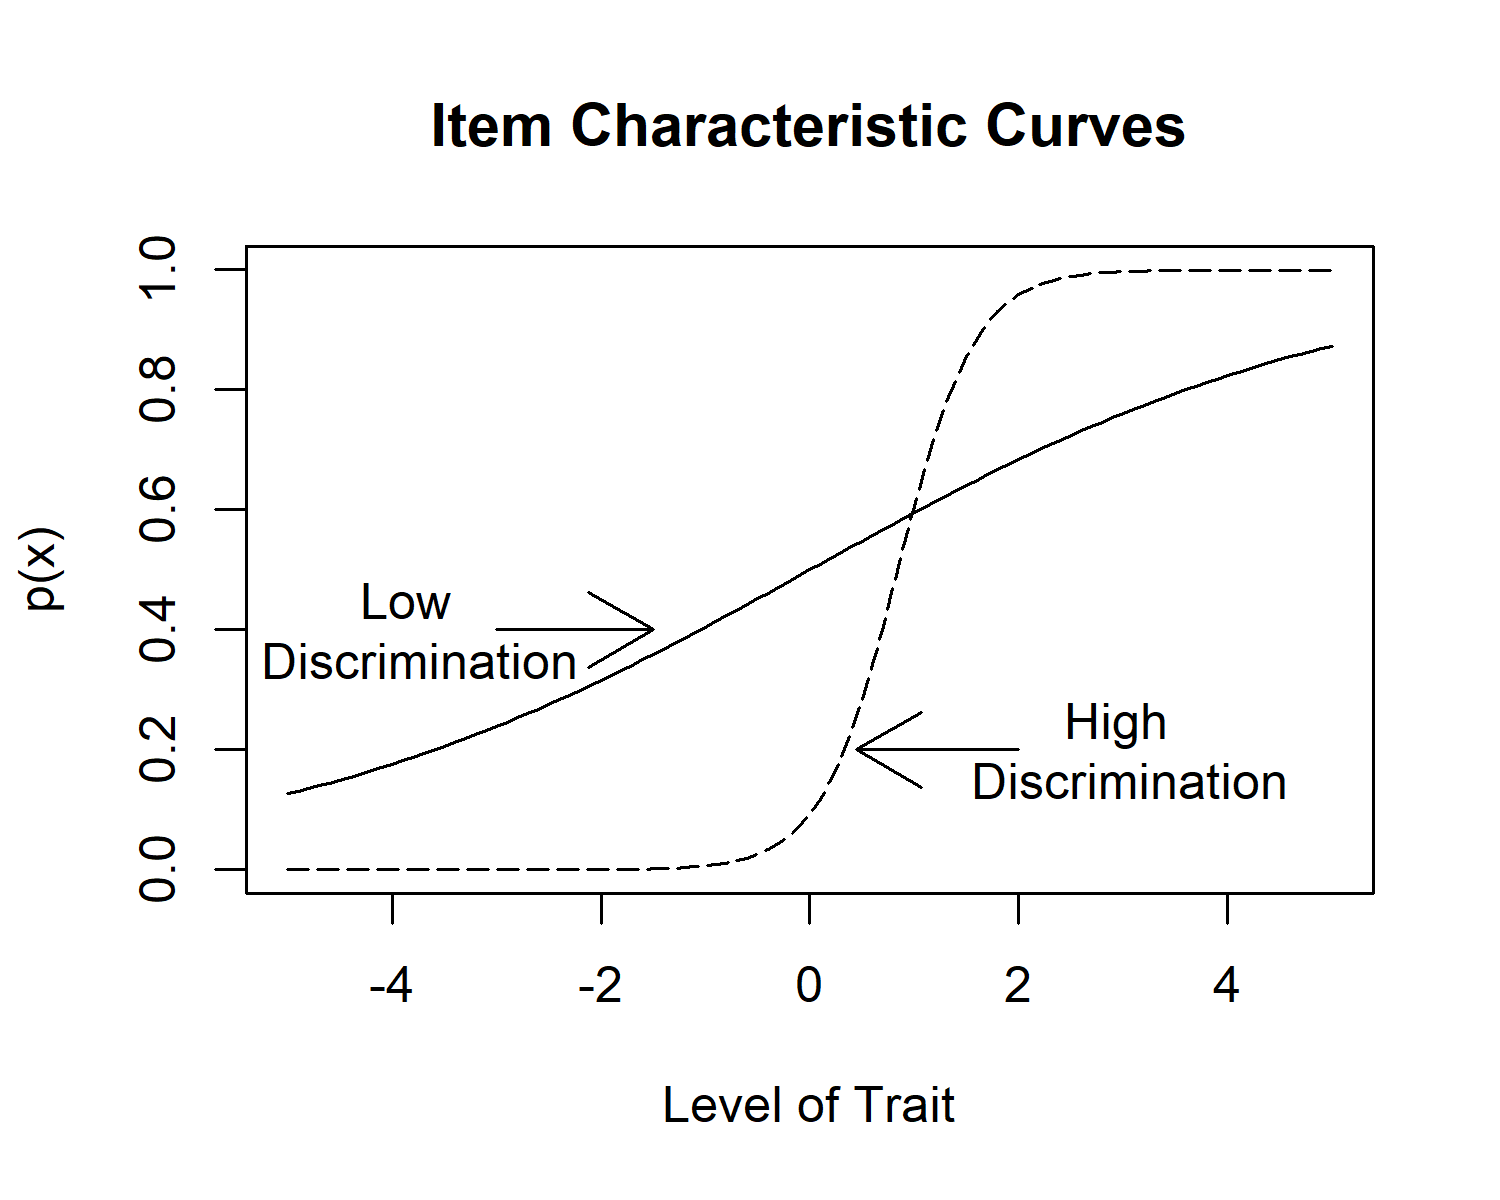 Item Characteristic Curves
1.0
0.8
0.6
0.4
0.2
0.0
p(x)
Low
Discrimination
High
Discrimination
-4
-2
0
2
4
Level of Trait